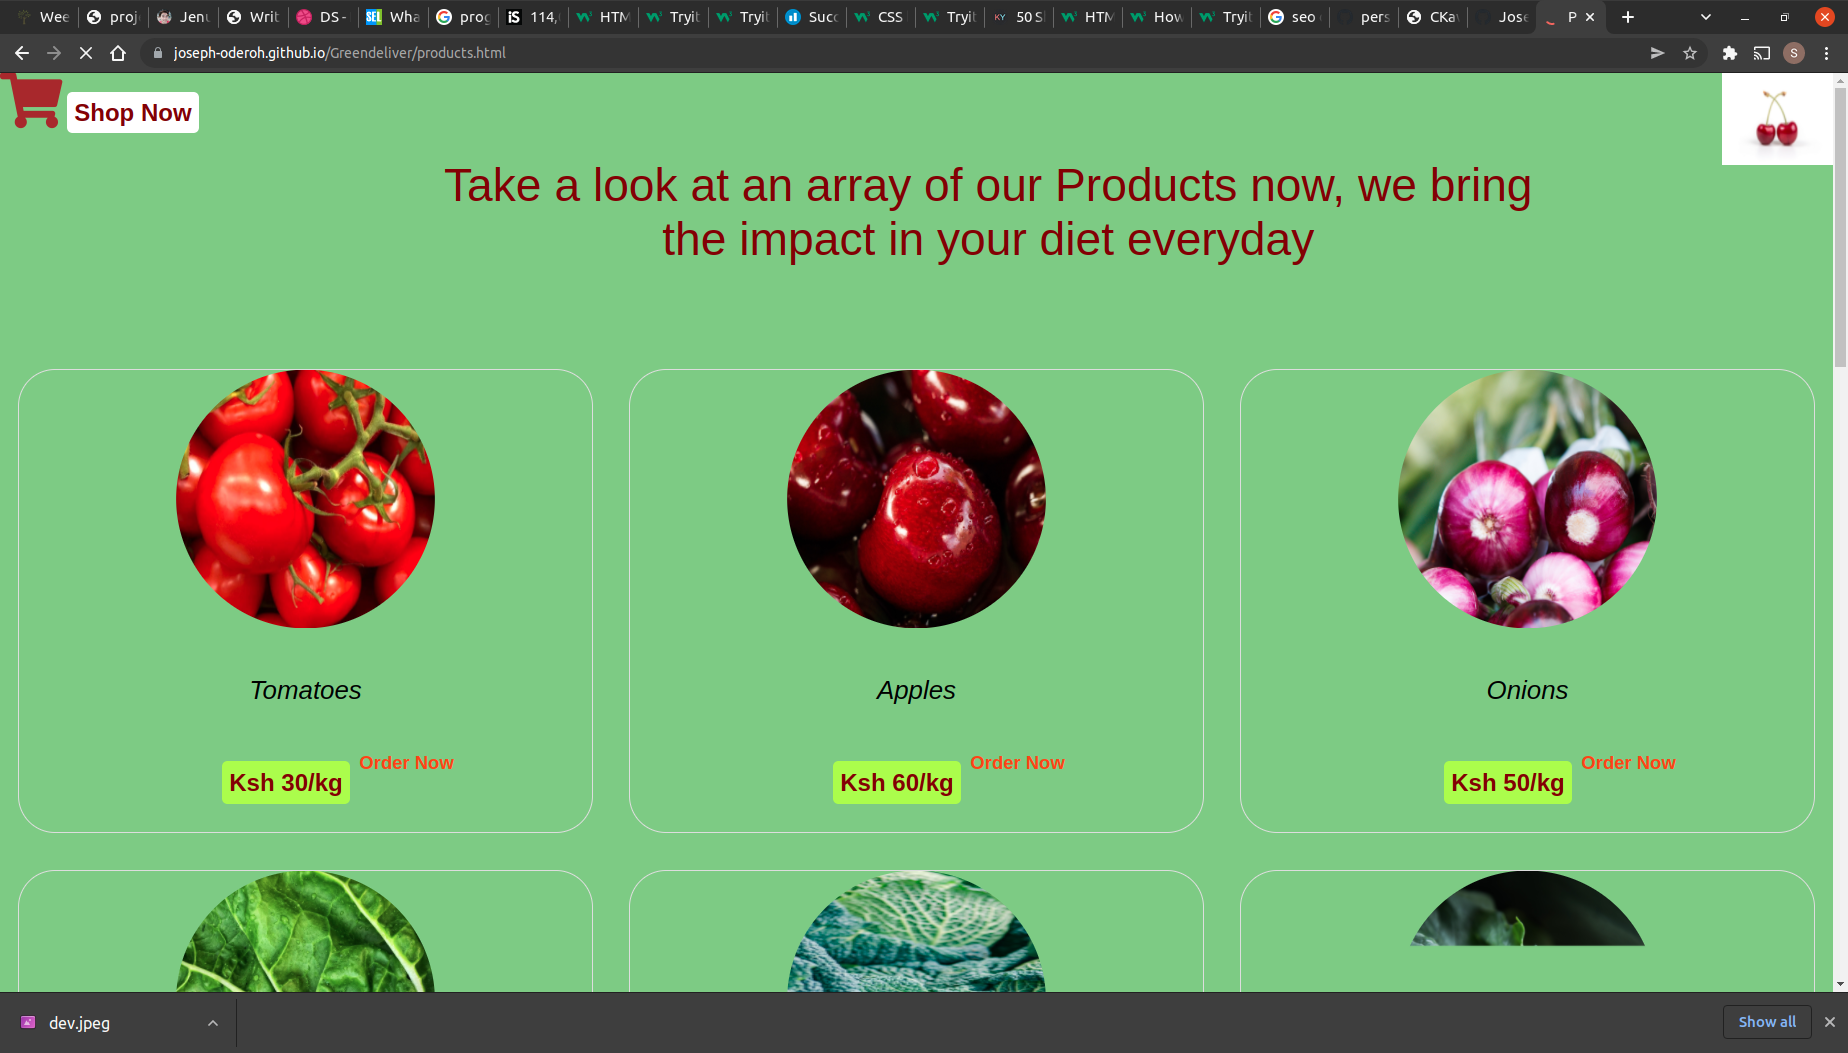 Wee
proj
Jenu
Writ
DS -
SEL
Wha
prog
iS
114,
HTM
Tryit
Tryit
Succ
CSS
Tryit
KY
50 S
HTM
How
Tryit
seo
pers
CKa
Jose
P
joseph-oderoh.github.io/Greendeliver/products.html
S
Shop Now
Take a look at an array of our Products now, we bring
the impact in your diet everyday
Tomatoes
Apples
Onions
Ksh 30/kg
Order Now
Ksh 60/kg
Order Now
Ksh 50/kg
Order Now
dev.jpeg
Show all